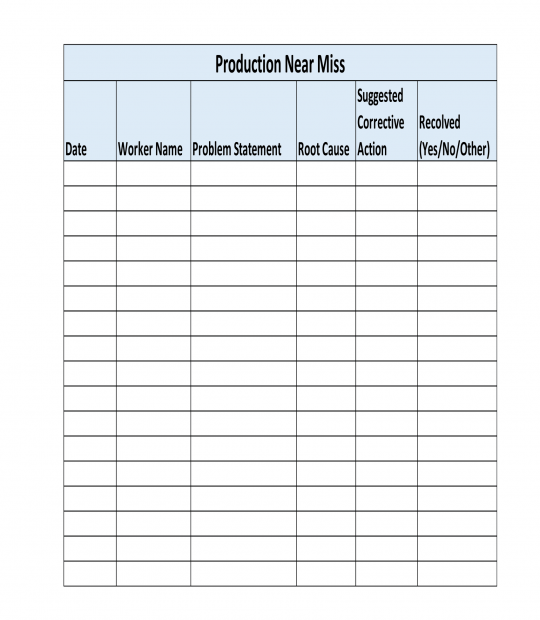 Production Near Miss
Date
Worker Name
Problem Statement
Root Cause
Suggested
Corrective
Action
Recolved
(Yes/No/Other)